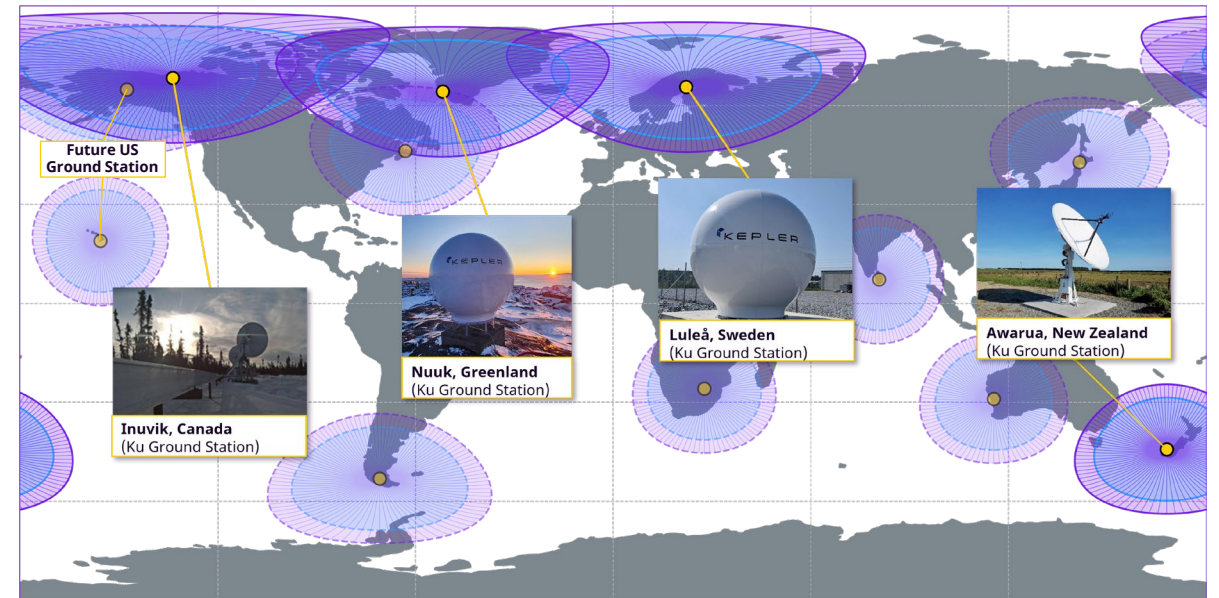 Future US
Ground Station
KEPLER
KEPLER
Luleå, Sweden
(Ku Ground Station)
Awarua, New Zealand
(Ku Ground Station)
Nuuk, Greenland
(Ku Ground Station)
Inuvik, Canada
(Ku Ground Station)